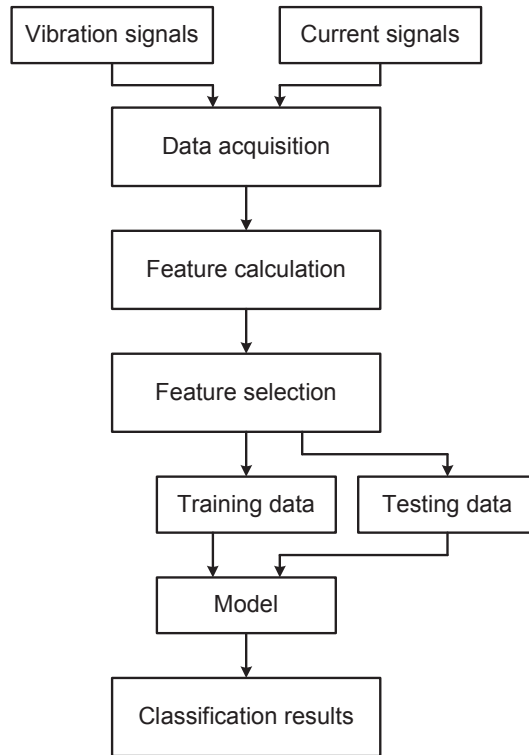 Vibration signals
Current signals
Data acquisition
Feature calculation
Feature selection
Training data
Testing data
Model
Classification results